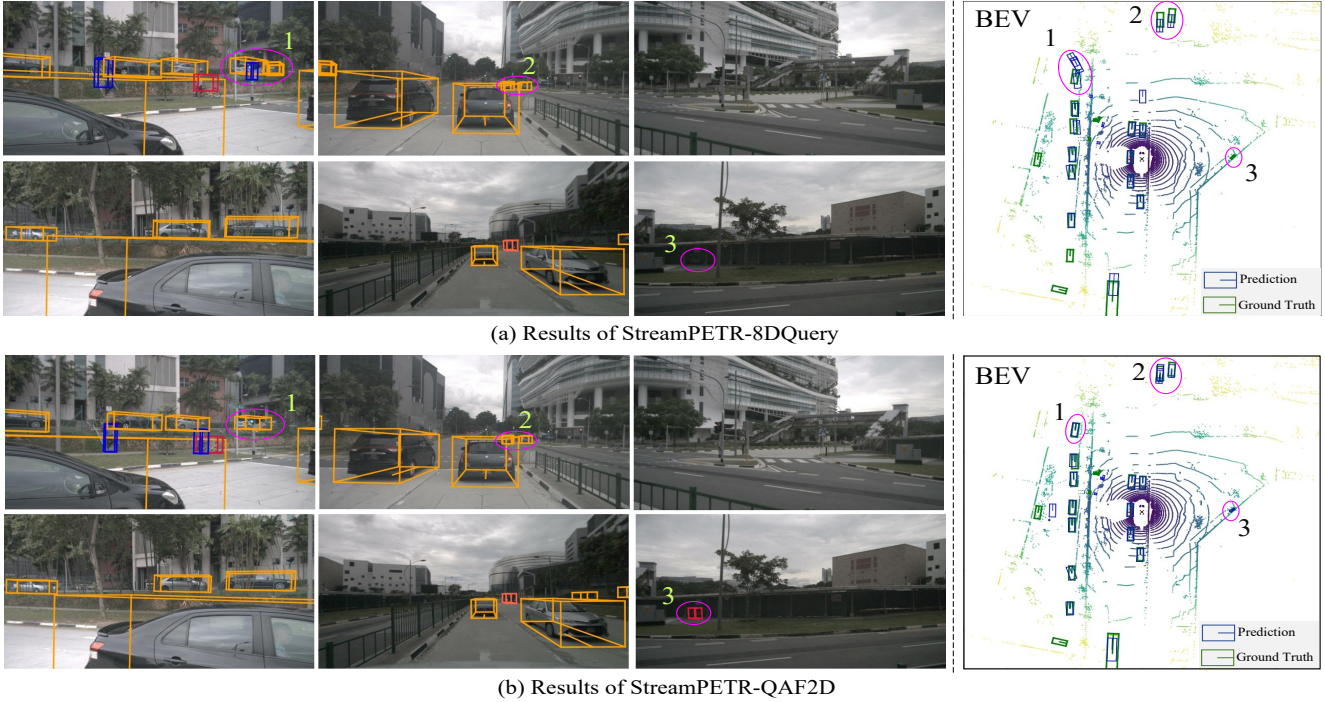 1
2
BEV
2
1
3
3
Prediction
Ground Truth
(a) Results of StreamPETR-8DQuery
1
2
BEV
2
1
3
3
Prediction
Ground Truth
(b) Results of StreamPETR-QAF2D